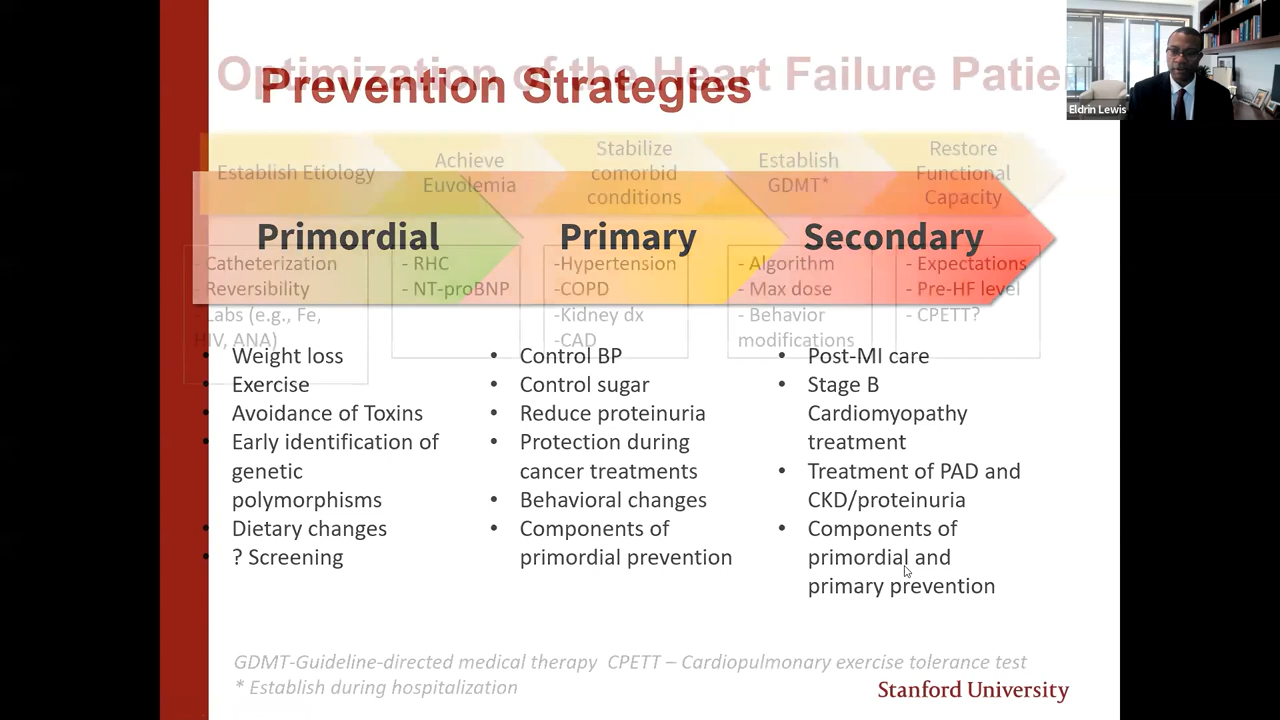 Optimization of the Heart Failure Patie
Prevention Strategies
Eldrin Lewis
Establish Etiology
Achieve
Euvolemia
Stabilize
comorbid
conditions
Establish
GDMT*
Restore
Functional
Capacity
Primordial
Primary
Secondary
- Catheterization
- Reversibility
- Labs (e.g., Fe,
HIV, ANA)
- RHC
- NT-proBNP
-Hypertension
-COPD
-Kidney dx
-CAD
- Algorithm
- Max dose
- Behavior
modifications
- Expectations
- Pre-HF level
- CPETT?
• Weight loss
• Exercise
• Avoidance of Toxins
• Early identification of
genetic
polymorphisms
• Dietary changes
• ? Screening
• Control BP
• Control sugar
• Reduce proteinuria
• Protection during
cancer treatments
• Behavioral changes
• Components of
primordial prevention
• Post-MI care
• Stage B
Cardiomyopathy
treatment
• Treatment of PAD and
CKD/proteinuria
• Components of
primordial and
primary prevention
GDMT-Guideline-directed medical therapy CPETT – Cardiopulmonary exercise tolerance test
* Establish during hospitalization
Stanford University